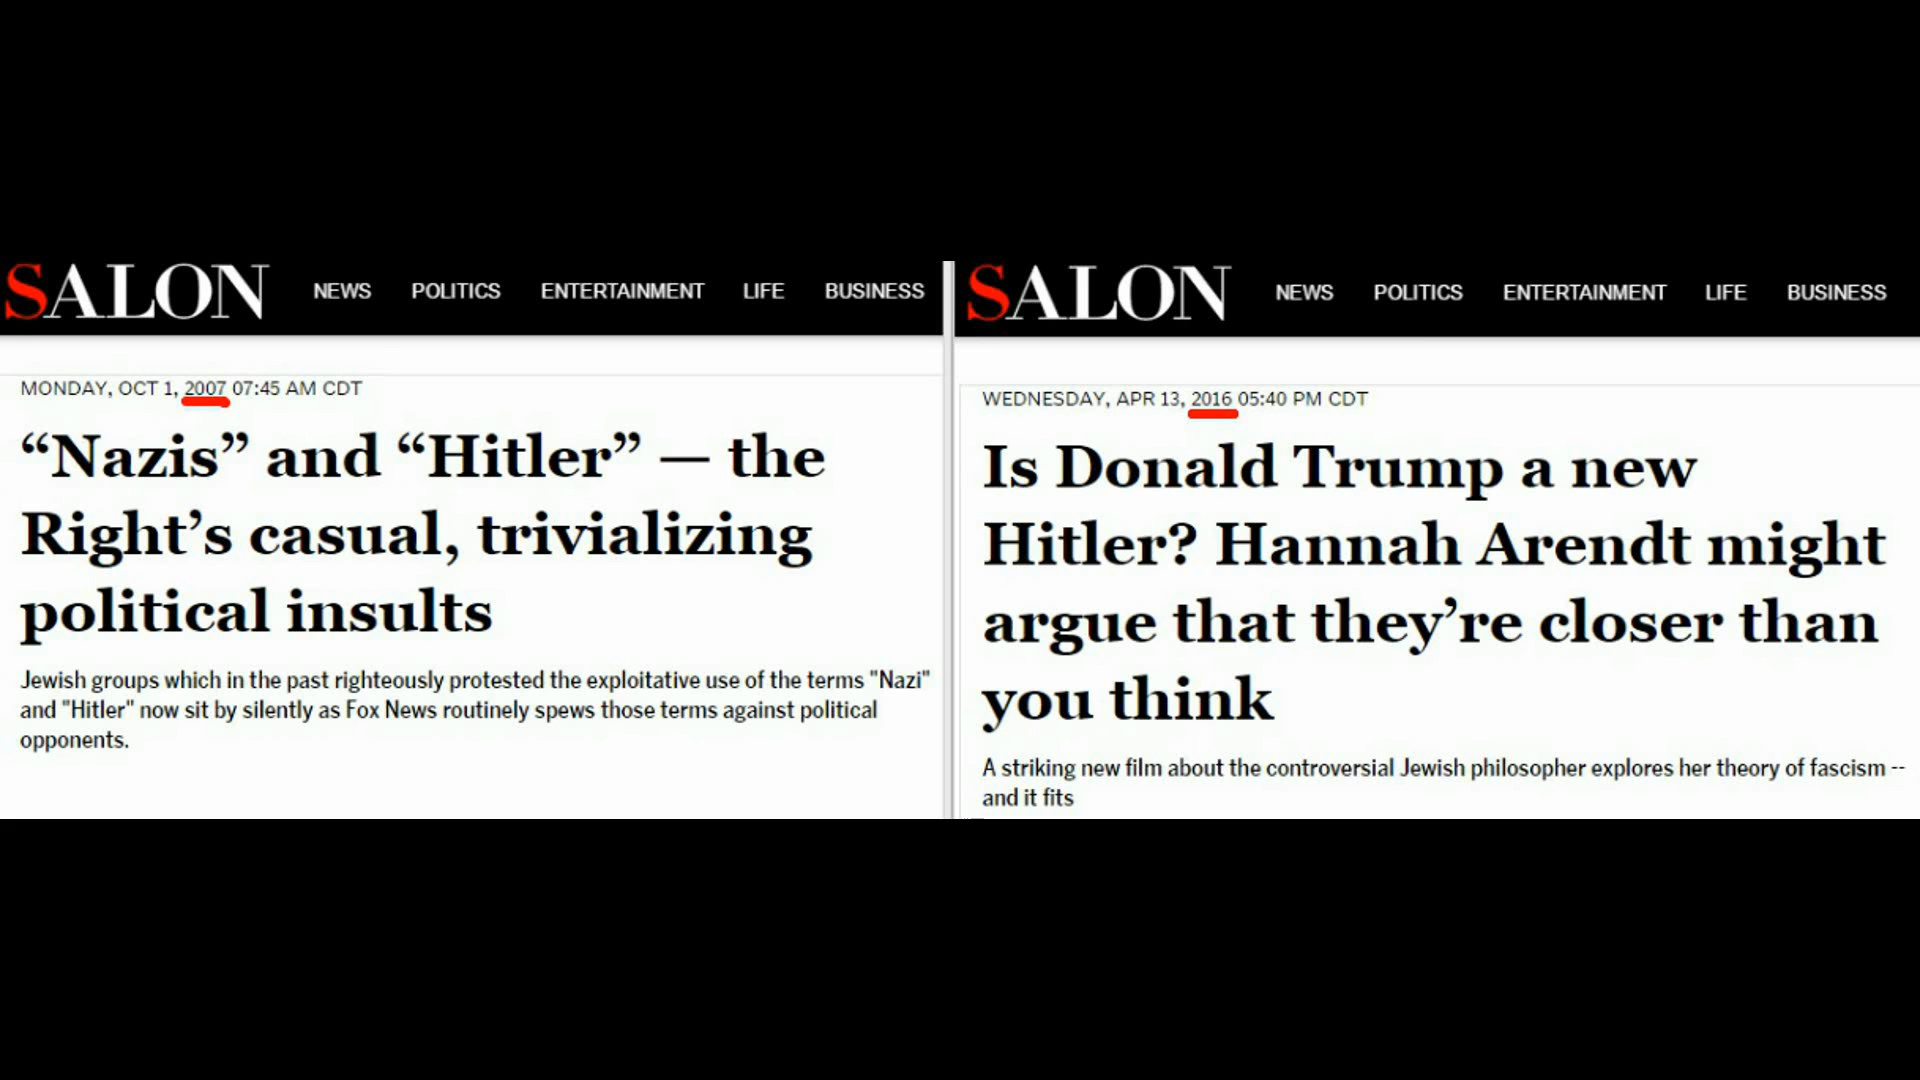 SALON NEWS POLITICS ENTERTAINMENT LIFE BUSINESS
MONDAY, OCT 1, 2007 07:45 AM CDT
“Nazis” and “Hitler” — the
Right’s casual, trivializing
political insults
Jewish groups which in the past righteously protested the exploitative use of the terms "Nazi"
and "Hitler" now sit by silently as Fox News routinely spews those terms against political
opponents.
SALON NEWS POLITICS ENTERTAINMENT LIFE BUSINESS
WEDNESDAY, APR 13, 2016 05:40 PM CDT
Is Donald Trump a new
Hitler? Hannah Arendt might
argue that they’re closer than
you think
A striking new film about the controversial Jewish philosopher explores her theory of fascism --
and it fits